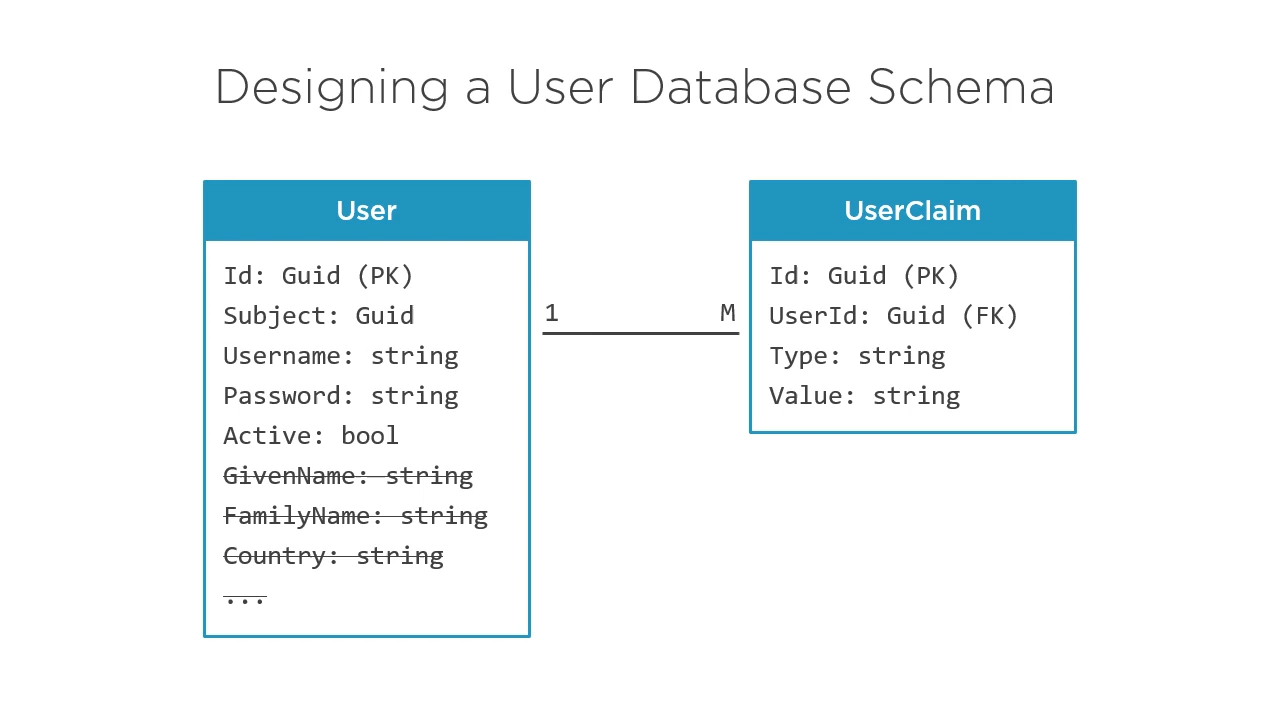 Designing a User Database Schema
User
Id: Guid (PK)
Subject: Guid
Username: string
Password: string
Active: bool
GivenName: string
FamilyName: string
Country: string
...
1
M
UserClaim
Id: Guid (PK)
UserId: Guid (FK)
Type: string
Value: string